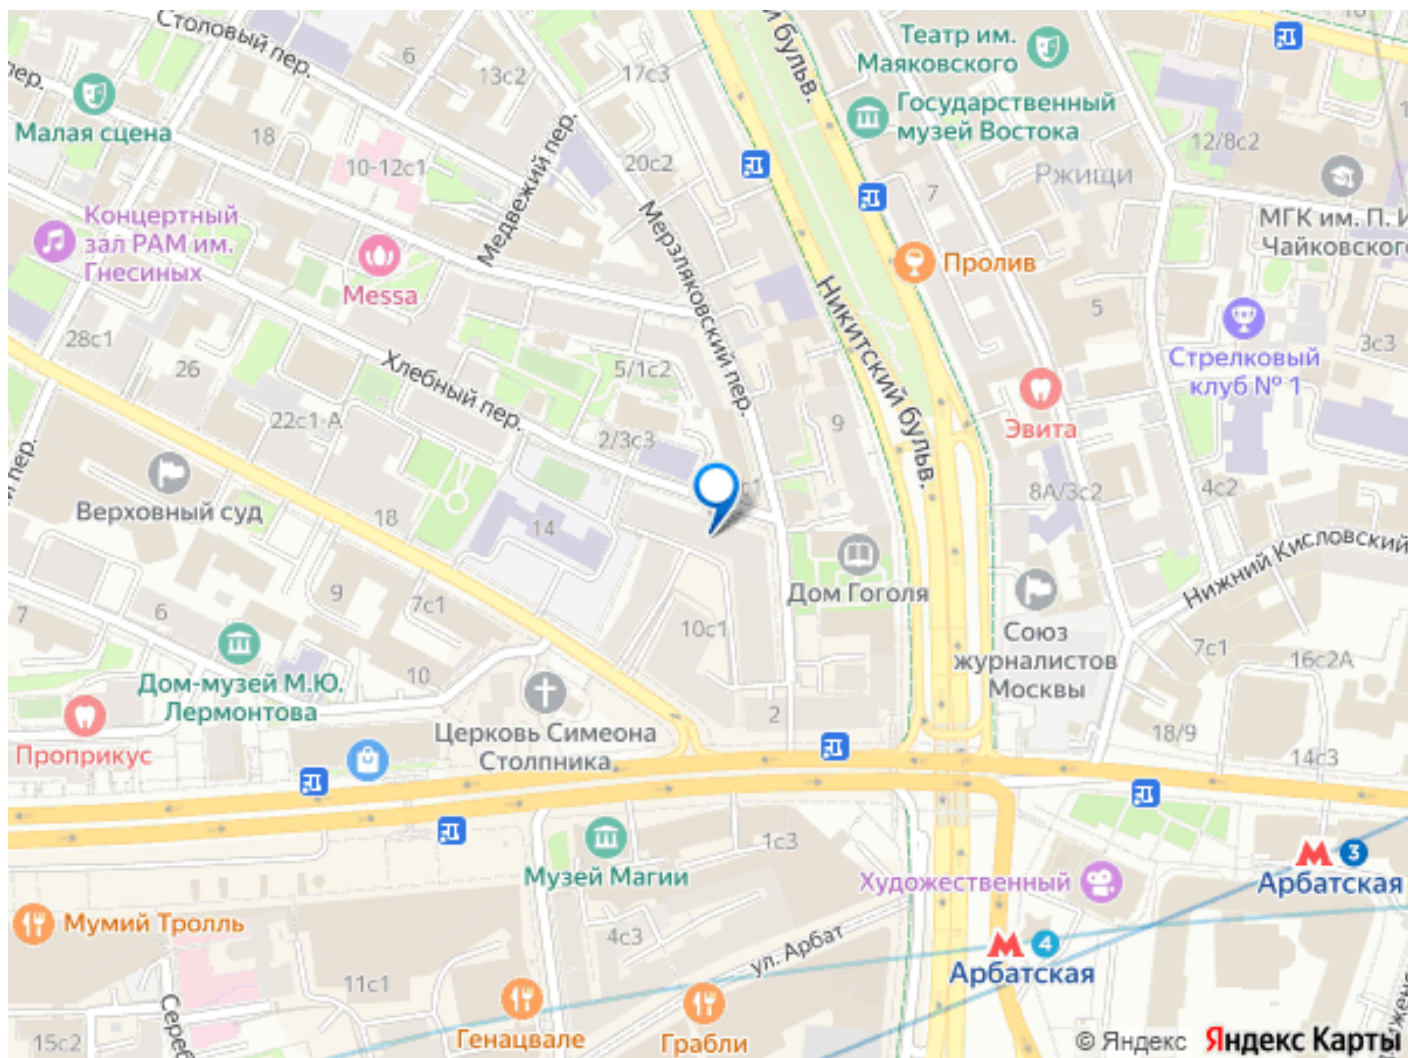 Столовый пер.
6
13с2
17с3
й бульв.
Театр им.
Маяковского
Государственный
музей Востока
Малая сцена
18
10-12с1
Медвежий пер.
20с2
7
Ржищи
12/8с2
МГК им. П. И
Чайковского
Концертный
зал РАМ им.
Гнесиных
Messa
Мерзляковский пер.
Пролив
Никитский бульв.
5
28с1
26
Хлебный пер.
5/1с2
Стрелковый
клуб № 1
3с3
22с1-А
2/3с3
9
Эвита
Верховный суд
18
14
8А/3с2
4с2
Нижний Кисловский
Дом Гоголя
7
6
9
7с1
10с1
Союз
журналистов
Москвы
7с1
16с2А
10
Дом-музей М.Ю.
Лермонтова
2
Проприкус
Церковь Симеона
Столпника
18/9
14с3
Музей Магии
1с3
Художественный
3
Арбатская
Мумий Тролль
4с3
ул. Арбат
4
Арбатская
11с1
Генацвале
Грабли
15с2
Сереб
© Яндекс
Яндекс Карты